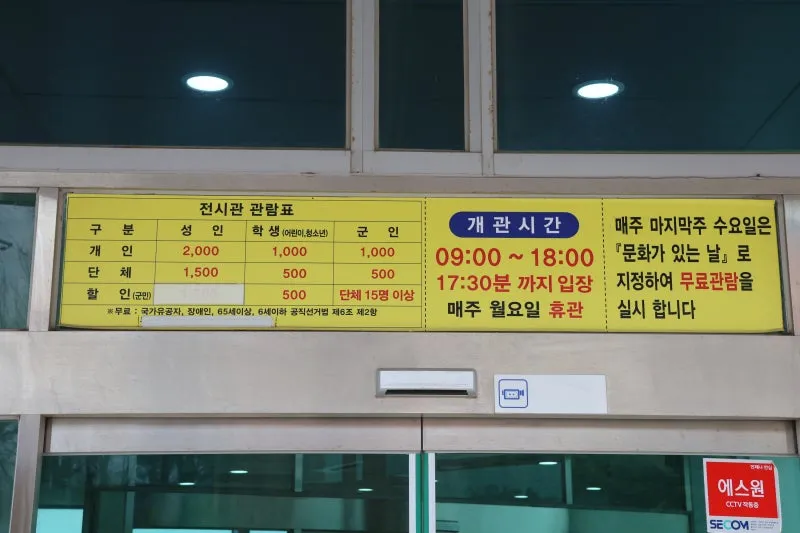 전시관 관람표
구 분 성 인 학 생 (어린이,청소년) 군 인
개 인 2,000 1,000 1,000
단 체 1,500 500 500
할 인 (군민) 500 단체 15명 이상
※무료 : 국가유공자, 장애인, 65세이상, 6세이하 공직선거법 제6조 제2항
개관시간
09:00 ~ 18:00
17:30분 까지 입장
매주 월요일 휴관
매주 마지막주 수요일은
『문화가 있는 날』로
지정하여 무료관람을
실시 합니다
언제나 안심
에스원
CCTV 작동중
SECOM